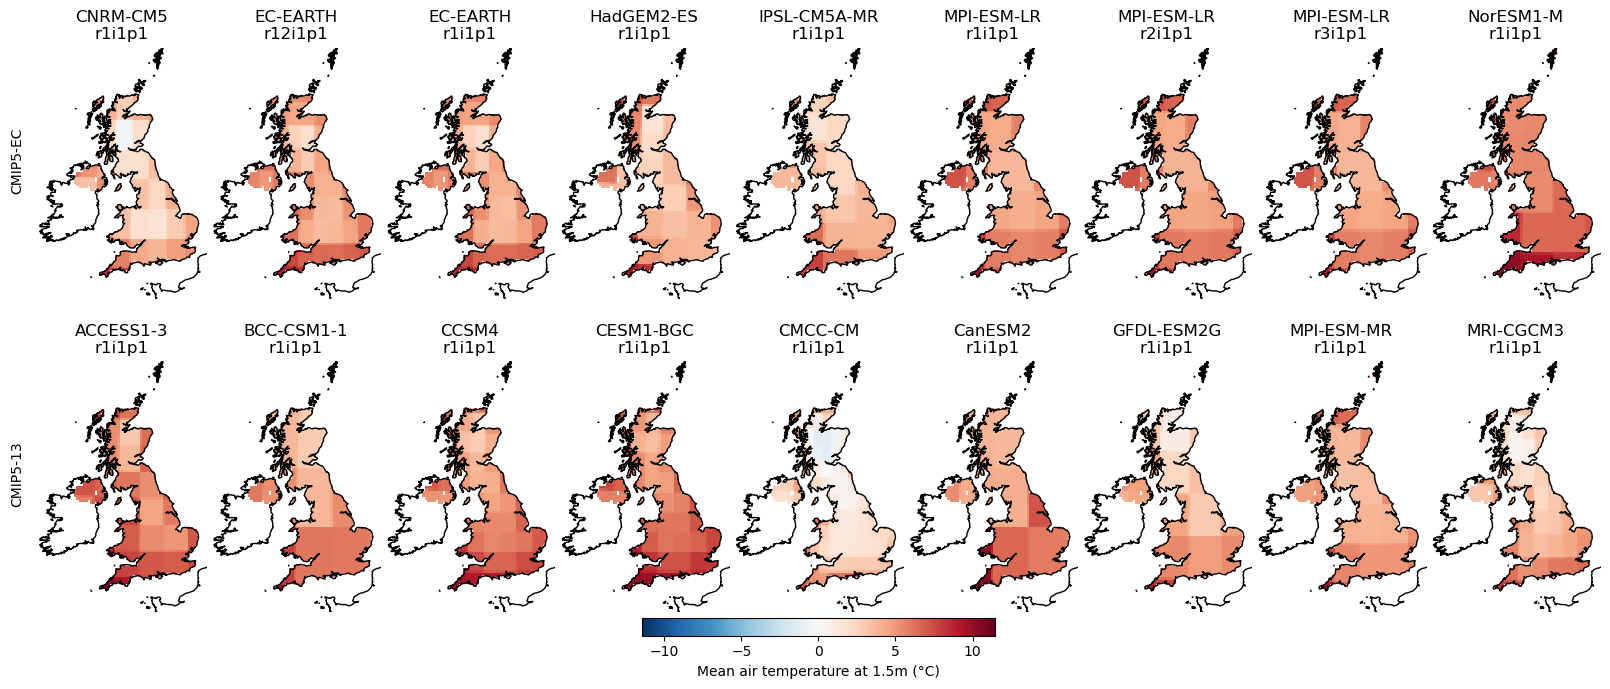 CNRM-CM5 EC-EARTH EC-EARTH HadGEM2-ES IPSL-CM5A-MR MPI-ESM-LR MPI-ESM-LR MPI-ESM-LR NorESM1-M
r1i1p1 r12i1p1 r1i1p1 r1i1p1 r1i1p1 r1i1p1 r2i1p1 r3i1p1 r1i1p1
CMIP5-EC
ACCESS1-3 BCC-CSM1-1 CCSM4 CESM1-BGC CMCC-CM CanESM2 GFDL-ESM2G MPI-ESM-MR MRI-CGCM3
r1i1p1 r1i1p1 r1i1p1 r1i1p1 r1i1p1 r1i1p1 r1i1p1 r1i1p1 r1i1p1
CMIP5-13
−10 −5 0 5 10
Mean air temperature at 1.5m (°C)